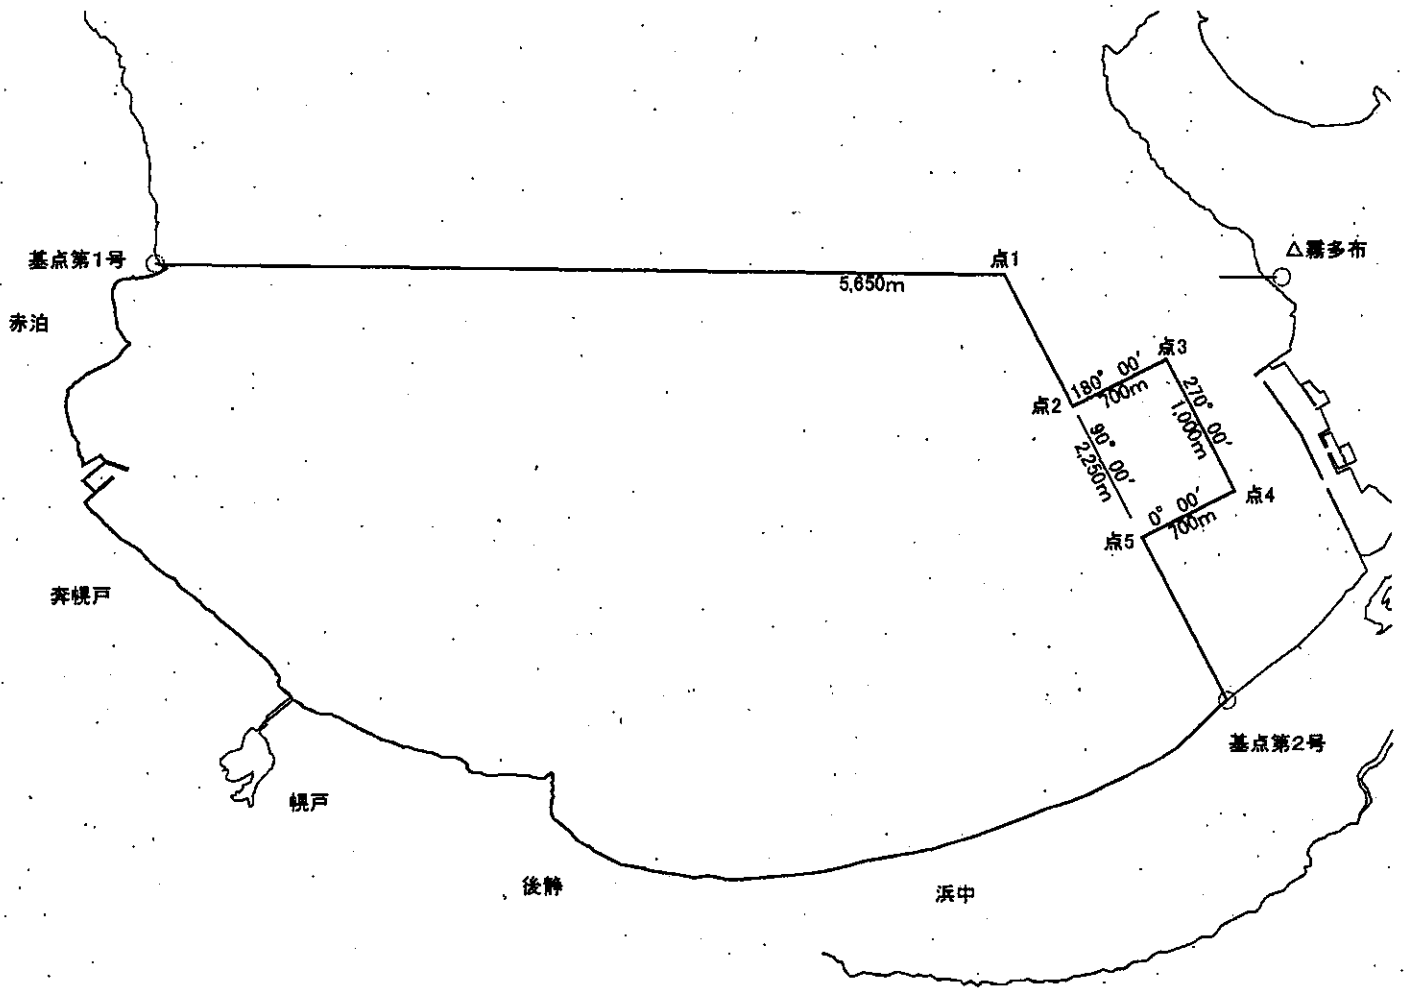 △霧多布
基点第1号
点1
5,650m
赤泊
点3
180° 00′
700m
点2
270° 00′
1,000m
90° 00′
2,250m
点4
0° 00′
700m
点5
奔幌戸
基点第2号
幌戸
後静
浜中